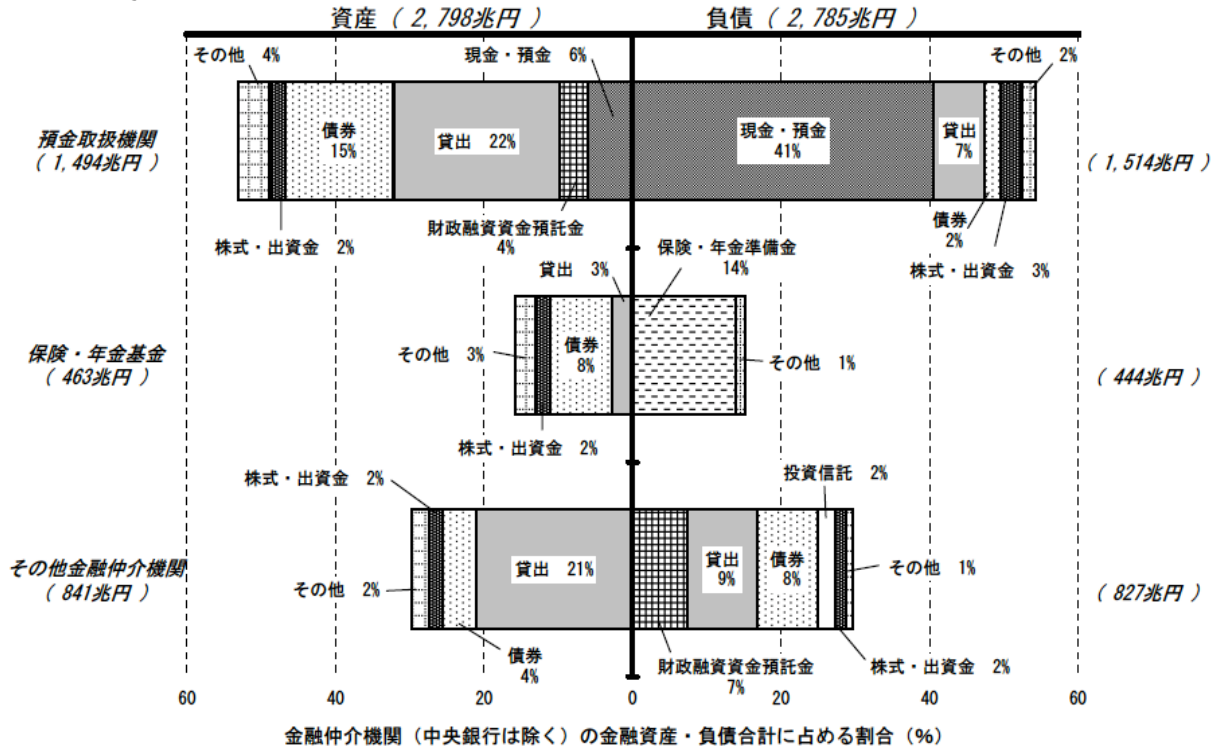 資産 ( 2,798兆円 )
負債 ( 2,785兆円 )
その他 4%
現金・預金 6%
その他 2%
預金取扱機関
( 1,494兆円 )
債券
15%
貸出 22%
現金・預金
41%
貸出
7%
( 1,514兆円 )
株式・出資金 2%
財政融資資金預託金
4%
債券
2%
株式・出資金 3%
貸出 3%
保険・年金準備金
14%
保険・年金基金
( 463兆円 )
その他 3%
債券
8%
その他 1%
( 444兆円 )
株式・出資金 2%
株式・出資金 2%
投資信託 2%
その他金融仲介機関
( 841兆円 )
その他 2%
貸出 21%
貸出
9%
債券
8%
その他 1%
( 827兆円 )
債券
4%
財政融資資金預託金
7%
株式・出資金 2%
60 40 20 0 20 40 60
金融仲介機関(中央銀行は除く)の金融資産・負債合計に占める割合(%)